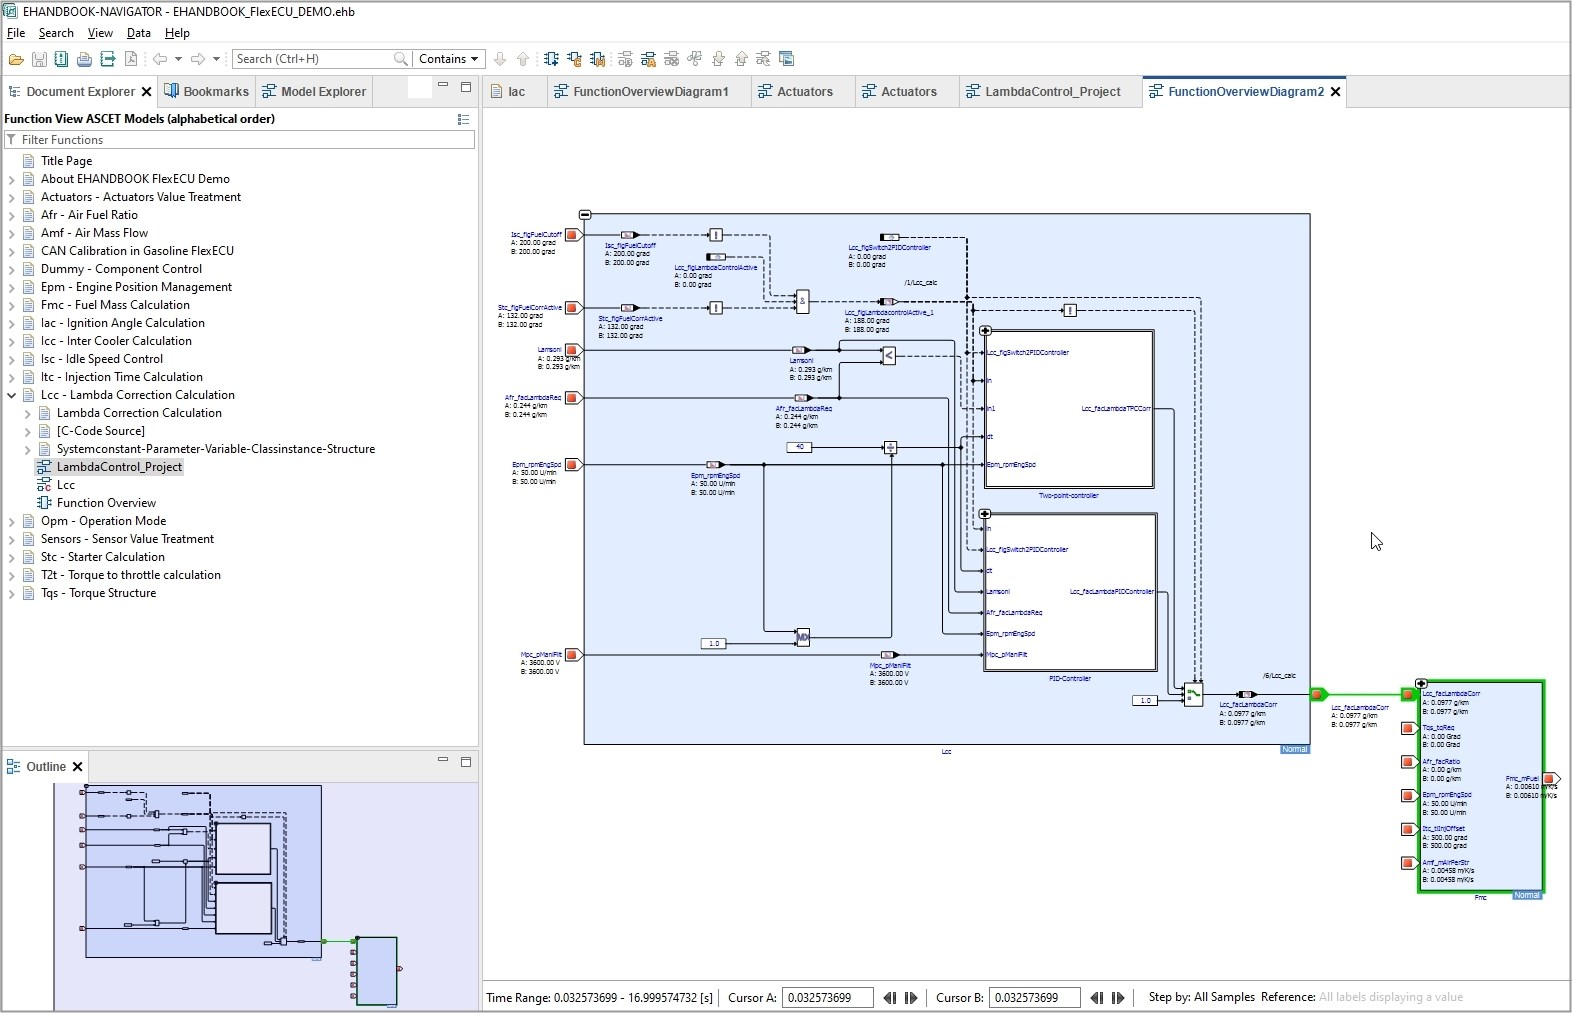 EHANDBOOK-NAVIGATOR - EHANDBOOK_FlexECU_DEMO.ehb
File Search View Data Help
Search (Ctrl+H) Contains
Document Explorer Bookmarks Model Explorer
Iac FunctionOverviewDiagram1 Actuators Actuators LambdaControl_Project FunctionOverviewDiagram2
Function View ASCET Models (alphabetical order)
Filter Functions
Title Page
About EHANDBOOK FlexECU Demo
Actuators - Actuators Value Treatment
Afr - Air Fuel Ratio
Amf - Air Mass Flow
CAN Calibration in Gasoline FlexECU
Dummy - Component Control
Epm - Engine Position Management
Fmc - Fuel Mass Calculation
Iac - Ignition Angle Calculation
Icc - Inter Cooler Calculation
Isc - Idle Speed Control
Itc - Injection Time Calculation
Lcc - Lambda Correction Calculation
Lambda Correction Calculation
[C-Code Source]
Systemconstant-Parameter-Variable-Classinstance-Structure
LambdaControl_Project
Lcc
Function Overview
Opm - Operation Mode
Sensors - Sensor Value Treatment
Stc - Starter Calculation
T2t - Torque to throttle calculation
Tqs - Torque Structure
Outline
Isc_flgFuelCutoff
A: 200.00 grad
B: 200.00 grad
Isc_flgFuelCutoff
A: 200.00 grad
B: 200.00 grad
!
Lcc_flgLambdaControlActive
A: 0.00 grad
B: 0.00 grad
Lcc_flgSwitch2PIDController
A: 0.00 grad
B: 0.00 grad
/1/Lcc_calc
Stc_flgFuelCorrActive
A: 132.00 grad
B: 132.00 grad
Stc_flgFuelCorrActive
A: 132.00 grad
B: 132.00 grad
!
&
Lcc_flgLambdacontrolActive_1
A: 188.00 grad
B: 188.00 grad
!
Lamsoni
A: 0.293 g/km
B: 0.293 g/km
Lamsoni
A: 0.293 g/km
B: 0.293 g/km
<
Afr_facLambdaReq
A: 0.244 g/km
B: 0.244 g/km
Afr_facLambdaReq
A: 0.244 g/km
B: 0.244 g/km
40
÷
Epm_rpmEngSpd
A: 50.00 U/min
B: 50.00 U/min
Epm_rpmEngSpd
A: 50.00 U/min
B: 50.00 U/min
Lcc_flgSwitch2PIDController
in
in1
dt
Epm_rpmEngSpd
Lcc_facLambdaTPCCorr
Two-point-controller
in
Lcc_flgSwitch2PIDController
dt
Lamsoni
Afr_facLambdaReq
Epm_rpmEngSpd
Mpc_pManiFilt
Lcc_facLambdaPIDController
PID-Controller
1.0
Mpc_pManiFilt
A: 3600.00 V
B: 3600.00 V
Mpc_pManiFilt
A: 3600.00 V
B: 3600.00 V
1.0
/6/Lcc_calc
Lcc_facLambdaCorr
A: 0.0977 g/km
B: 0.0977 g/km
Lcc
Normal
Lcc_facLambdaCorr
A: 0.0977 g/km
B: 0.0977 g/km
Lcc_facLambdaCorr
A: 0.0977 g/km
B: 0.0977 g/km
Tqs_tqReq
A: 0.00 Grad
B: 0.00 Grad
Afr_facRatio
A: 0.00 g/km
B: 0.00 g/km
Epm_rpmEngSpd
A: 50.00 U/min
B: 50.00 U/min
Itc_tiInjOffset
A: 500.00 grad
B: 500.00 grad
Amf_mAirPerStr
A: 0.00458 m/K/s
B: 0.00458 m/K/s
Fmc_mFuel
A: 0.00610 m/K/s
B: 0.00610 m/K/s
Fmc
Normal
Time Range: 0.032573699 - 16.999574732 [s] Cursor A: 0.032573699 Cursor B: 0.032573699 Step by: All Samples Reference: All labels displaying a value